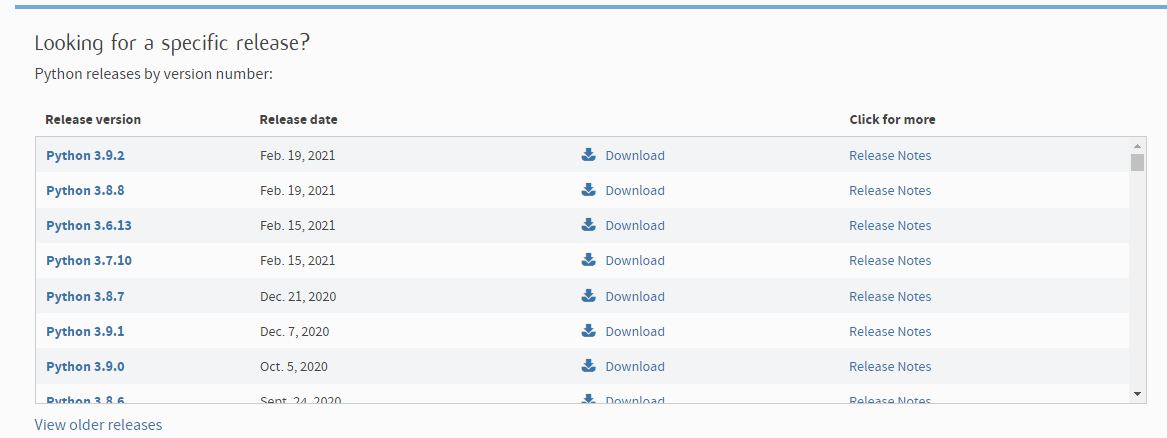 Looking for a specific release?
Python releases by version number:
Release version Release date Click for more
Python 3.9.2 Feb. 19, 2021 Download Release Notes
Python 3.8.8 Feb. 19, 2021 Download Release Notes
Python 3.6.13 Feb. 15, 2021 Download Release Notes
Python 3.7.10 Feb. 15, 2021 Download Release Notes
Python 3.8.7 Dec. 21, 2020 Download Release Notes
Python 3.9.1 Dec. 7, 2020 Download Release Notes
Python 3.9.0 Oct. 5, 2020 Download Release Notes
Python 3.8.6 Sept. 24, 2020 Download Release Notes
View older releases